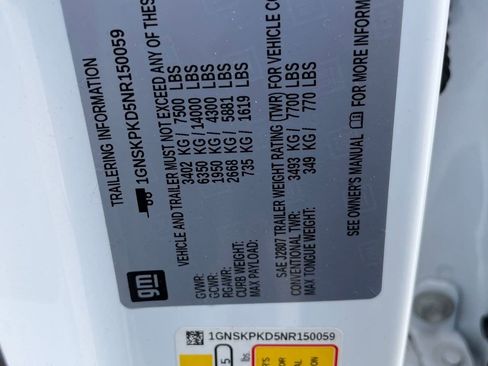 TRAILERING INFORMATION
1GNSKPKD5NR150059
VEHICLE AND TRAILER MUST NOT EXCEED ANY OF THESE
GVWR: 3402 KG / 7500 LBS
GCWR: 6350 KG / 14000 LBS
RGAWR: 1950 KG / 4300 LBS
CURB WEIGHT: 2668 KG / 5881 LBS
MAX PAYLOAD: 735 KG / 1619 LBS
SAE J2807 TRAILER WEIGHT RATING (TWR) FOR VEHICLE
CONVENTIONAL TWR: 3493 KG / 7700 LBS
MAX TONGUE WEIGHT: 349 KG / 770 LBS
SEE OWNER'S MANUAL FOR MORE INFORMATION
gm
1GNSKPKD5NR150059
5
lbs.